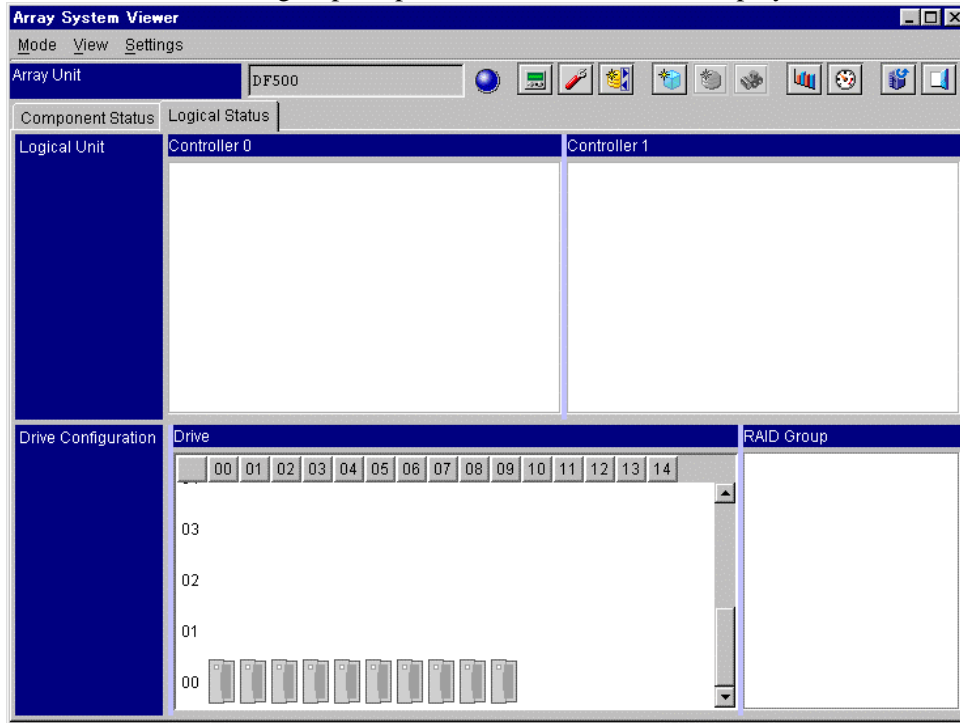 Array System Viewer
Mode View Settings
Array Unit DF500
Component Status Logical Status
Logical Unit Controller 0 Controller 1
Drive Configuration Drive RAID Group
00 01 02 03 04 05 06 07 08 09 10 11 12 13 14
03
02
01
00